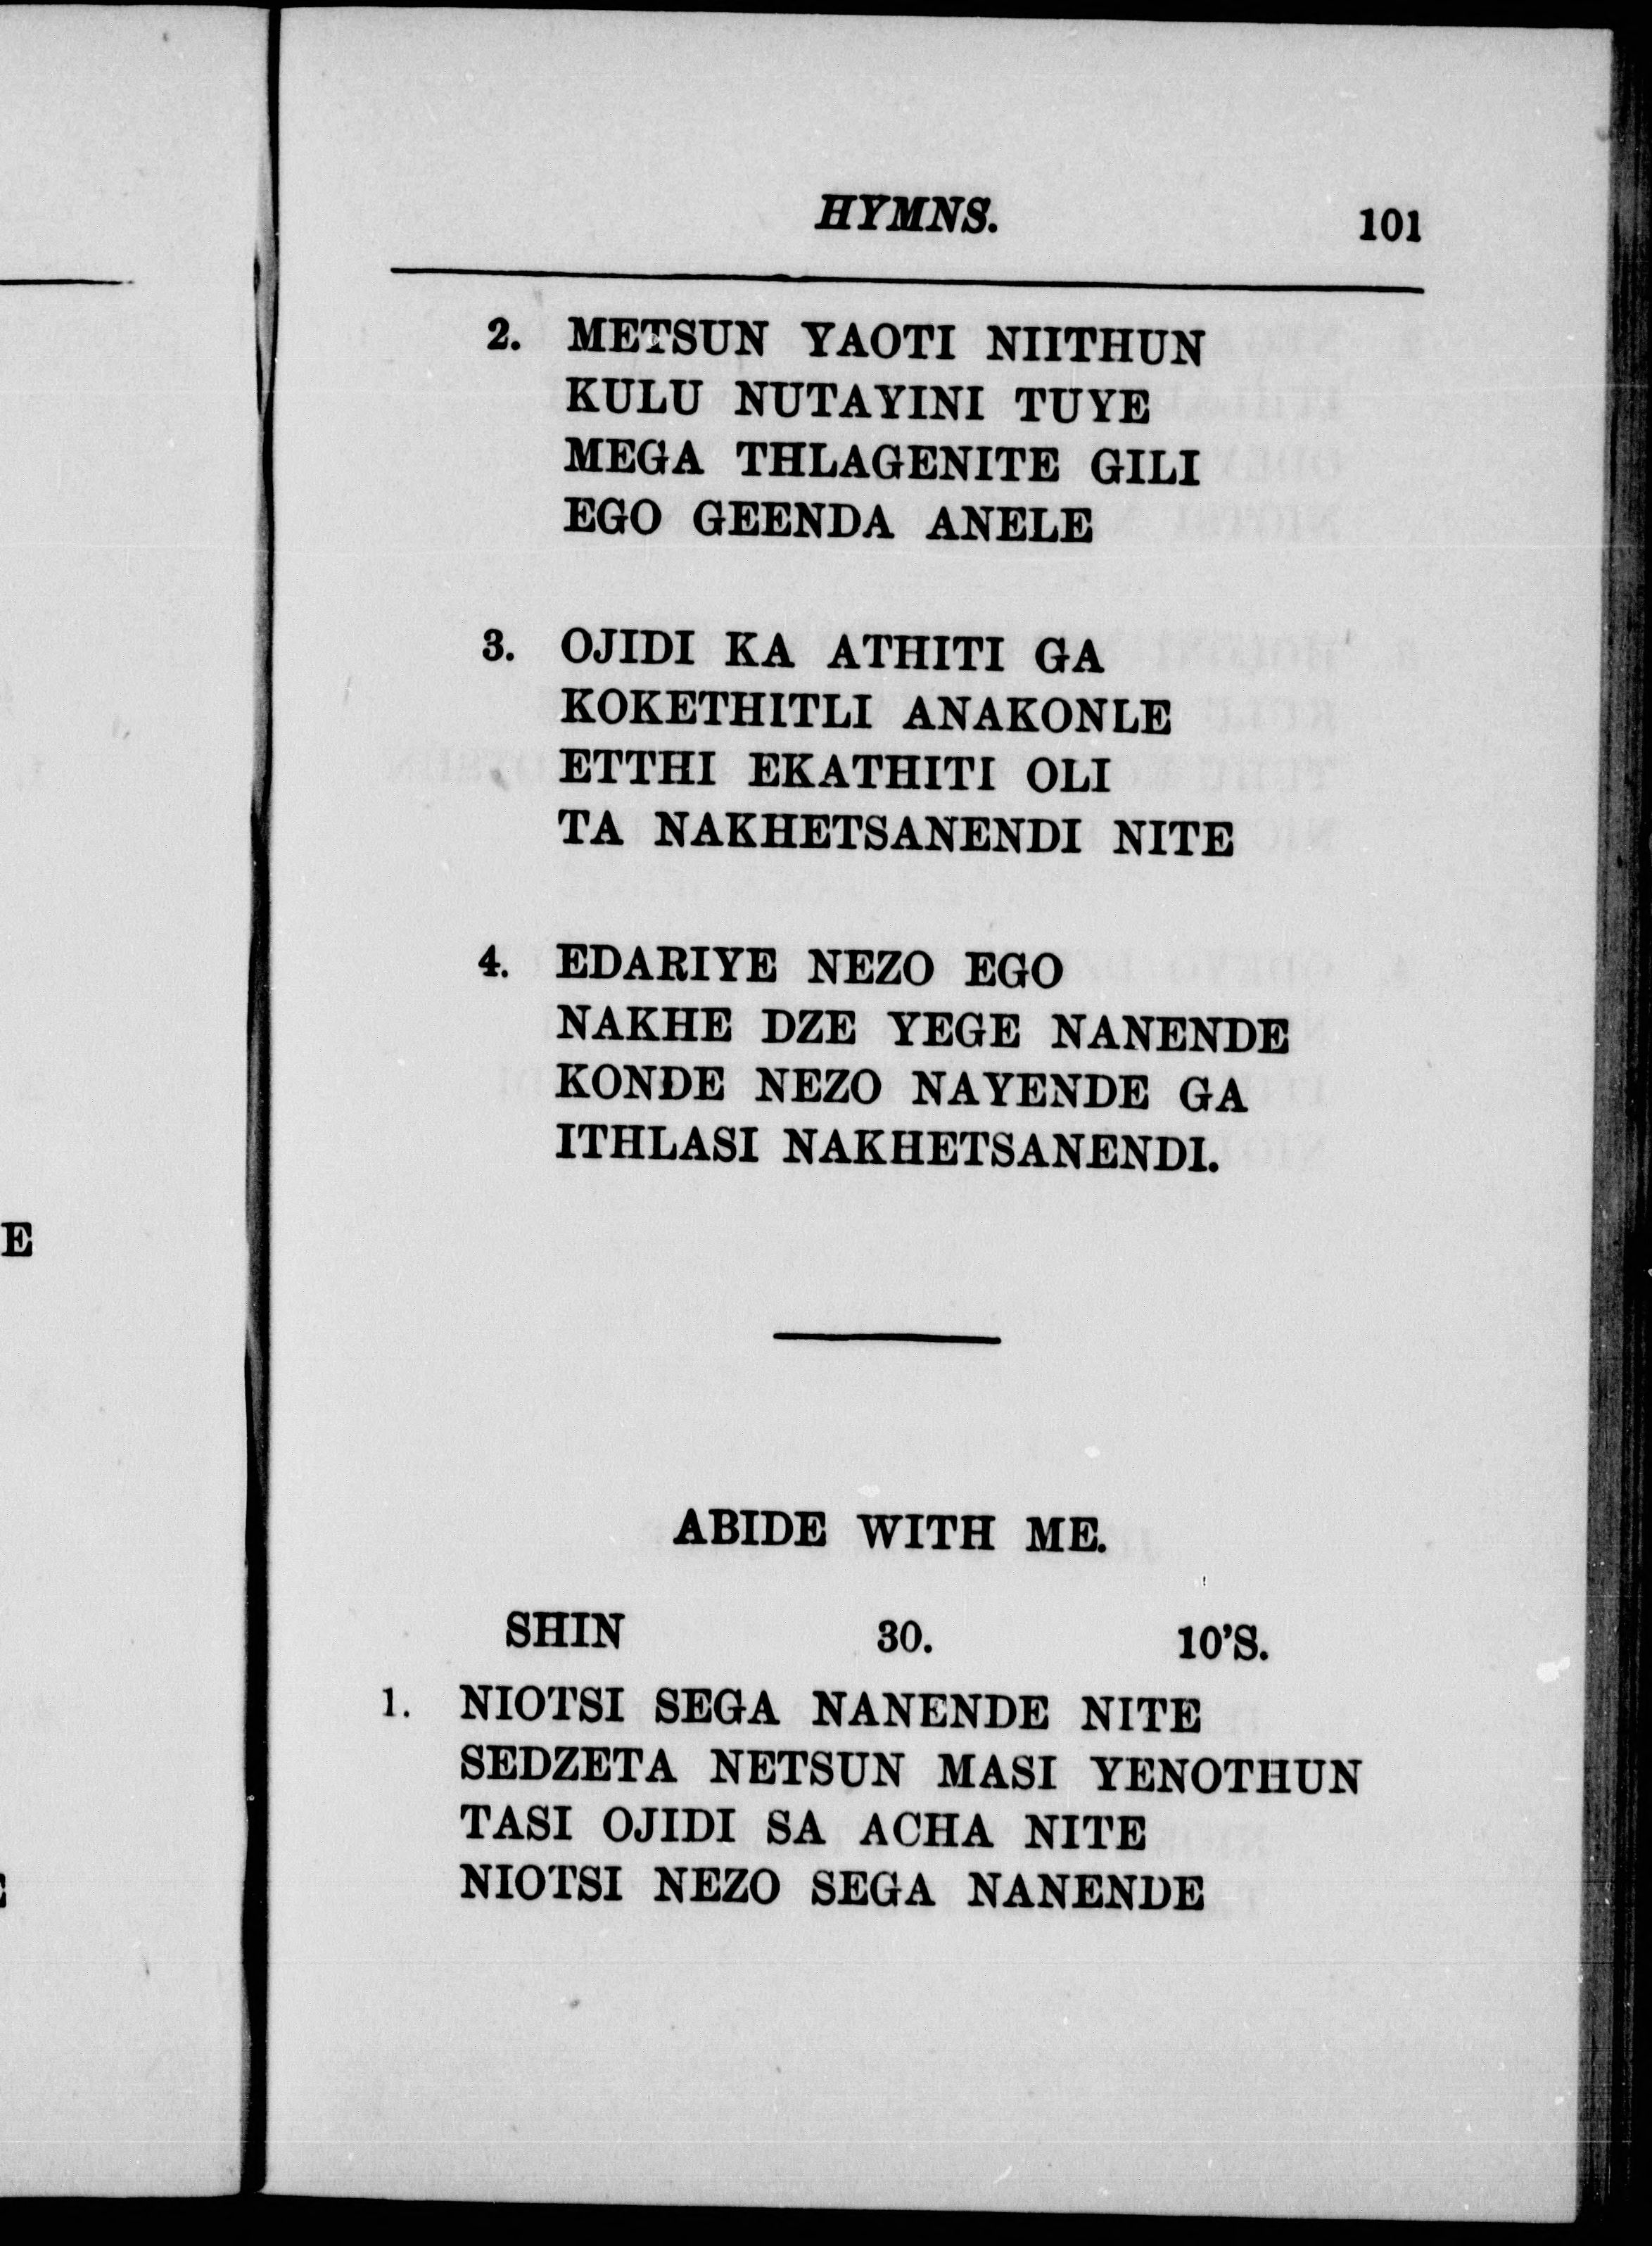 HYMNS. 101
2. METSUN YAOTI NIITHUN
KULU NUTAYINI TUYE
MEGA THLAGENITE GILI
EGO GEENDA ANELE
3. OJIDI KA ATHITI GA
KOKETHITLI ANAKONLE
ETTHI EKATHITI OLI
TA NAKHETSANENDI NITE
4. EDARIYE NEZO EGO
NAKHE DZE YEGE NANENDE
KONDE NEZO NAYENDE GA
ITHLASI NAKHETSANENDI.
ABIDE WITH ME.
SHIN 30. 10'S.
1. NIOTSI SEGA NANENDE NITE
SEDZETA NETSUN MASI YENOTHUN
TASI OJIDI SA ACHA NITE
NIOTSI NEZO SEGA NANENDE